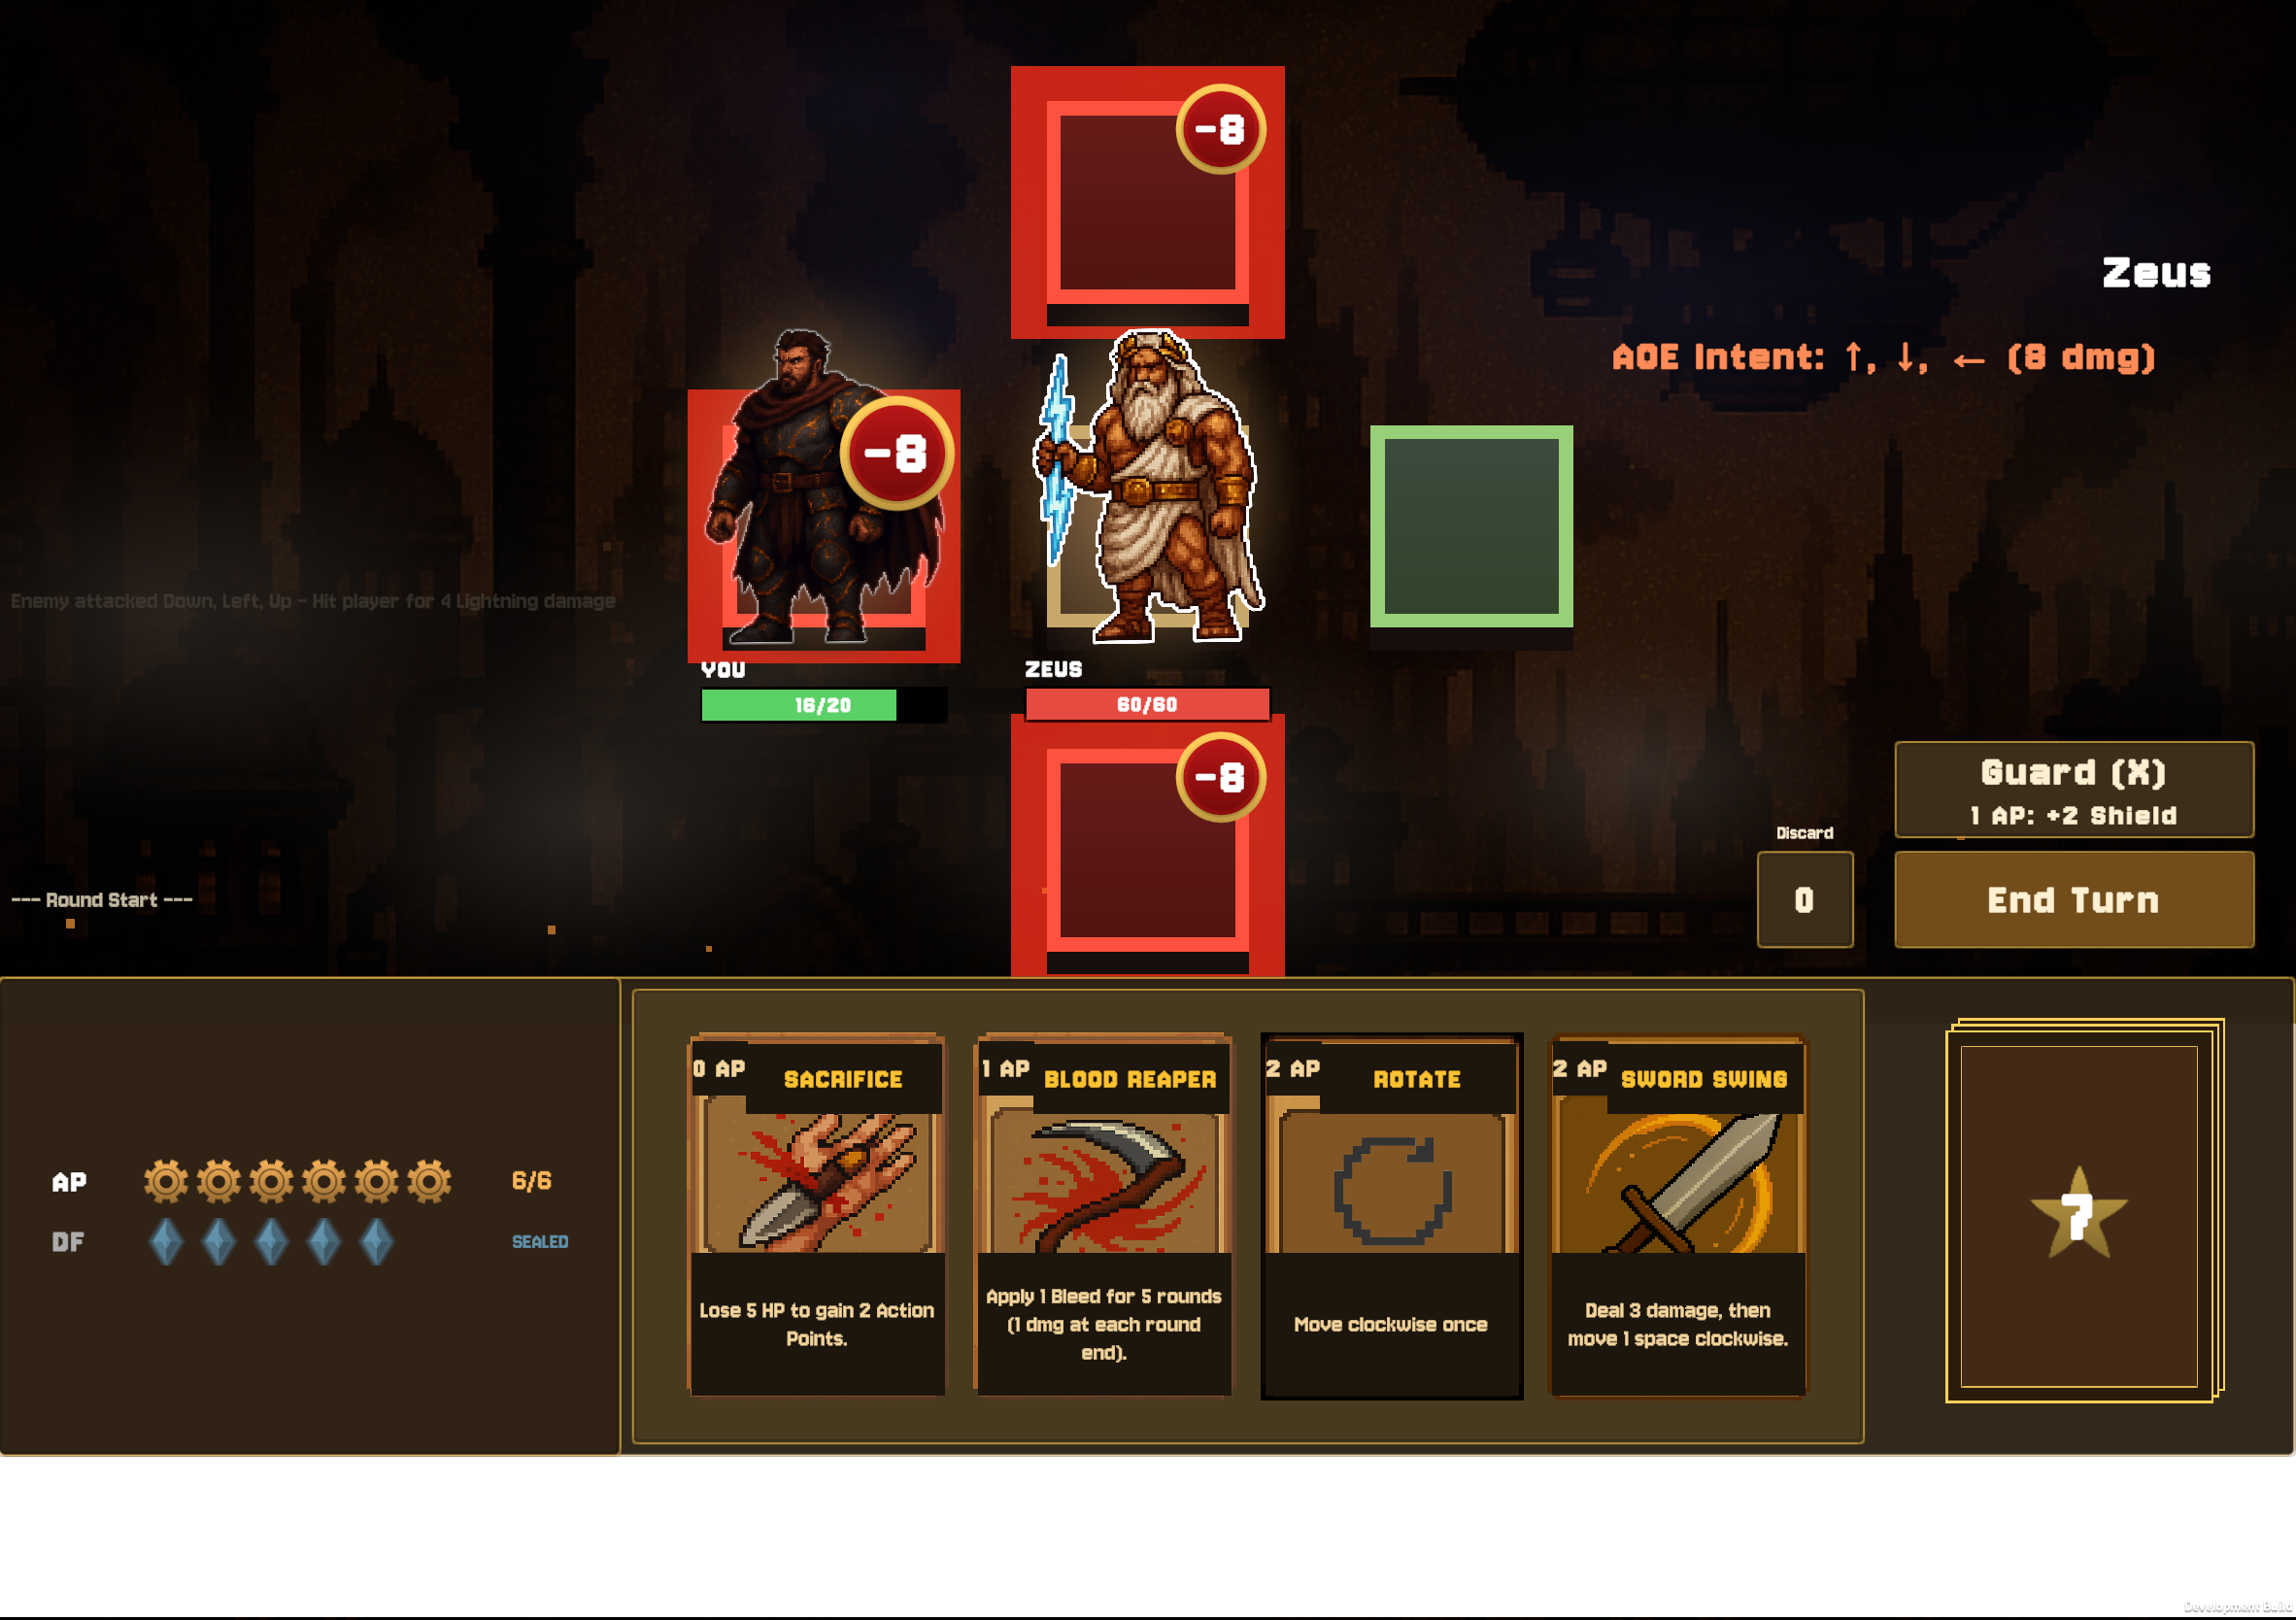 -8
Zeus
AOE Intent: ↑, ↓, ← (8 dmg)
-8
Enemy attacked Down, Left, Up - Hit player for 4 Lightning damage
YOU
ZEUS
16/20
60/60
-8
Guard (X)
1 AP: +2 Shield
Discard
0
End Turn
--- Round Start ---
0 AP
SACRIFICE
Lose 5 HP to gain 2 Action
Points.
1 AP
BLOOD REAPER
Apply 1 Bleed for 5 rounds
(1 dmg at each round
end).
2 AP
ROTATE
Move clockwise once
2 AP
SWORD SWING
Deal 3 damage, then
move 1 space clockwise.
AP
6/6
DF
SEALED
7
Development Build